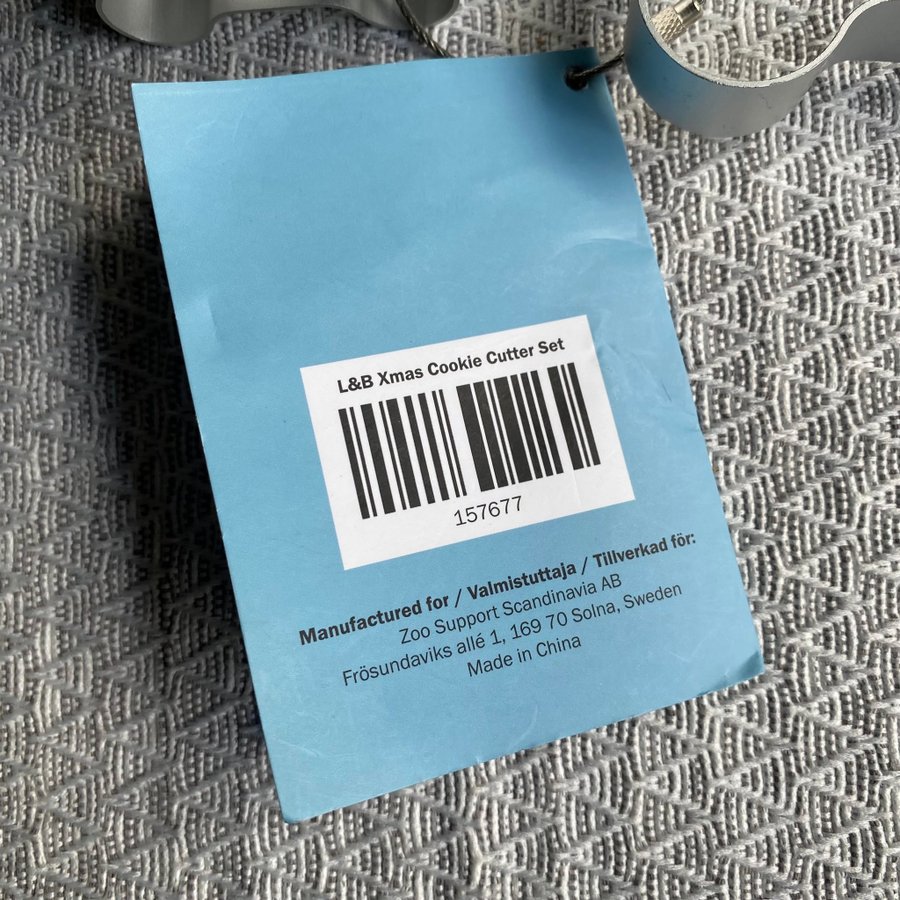 L&B Xmas Cookie Cutter Set
157677
Manufactured for / Valmistuttaja / Tillverkad för:
Zoo Support Scandinavia AB
Frösundaviks allé 1, 169 70 Solna, Sweden
Made in China